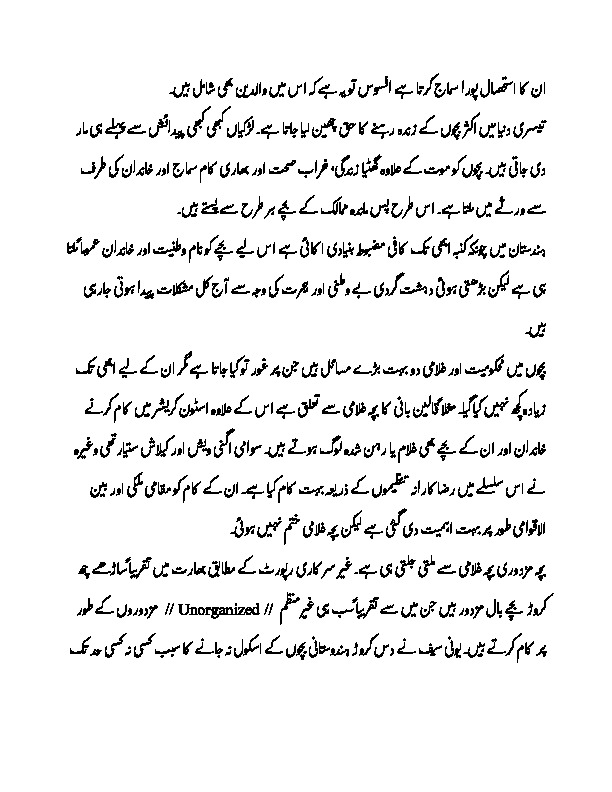 ان کا استحصال پورا سماج کرتا ہے افسوس تو یہ ہے کہ اس میں والدین بھی شامل ہیں۔
تیسری دنیا میں اکثر بچوں کے زندہ رہنے کا حق چھین لیا جاتا ہے۔ لڑکیاں کبھی کبھی پیدائش سے پہلے ہی مار
دی جاتی ہیں۔ بچوں کو موت کے علاوہ گھٹیا زندگی، خراب صحت اور بھاری کام سماج اور خاندان کی طرف
سے ورثے میں ملتا ہے۔ اس طرح پس ماندہ ممالک کے بچے ہر طرح سے پستے ہیں۔
ہندستان میں چونکہ کنبہ ابھی تک کافی مضبوط بنیادی اکائی ہے اس لیے بچے کو نام وطنیت اور خاندان عموماً ملتا
ہی ہے لیکن بڑھتی ہوئی دہشت گردی بے وطنی اور نفرت کی وجہ سے آج کل مشکلات پیدا ہوتی جارہی
ہیں۔
بچوں میں محکومیت اور غلامی دو بہت بڑے مسائل ہیں جن پر غور تو کیا جاتا ہے مگر ان کے لیے ابھی تک
زیادہ کچھ نہیں کیا گیا۔ مثلاً قالین بانی کا بچہ غلامی سے تعلق ہے اس کے علاوہ اسٹون کریشر میں کام کرنے
خاندان اور ان کے بچے بھی غلام یا رہن شدہ لوگ ہوتے ہیں۔ سوامی اگنی ویش اور کیلاش ستیارتھی وغیرہ
نے اس سلسلے میں رضا کارانہ تنظیموں کے ذریعہ بہت کام کیا ہے۔ ان کے کام کو مقامی ملکی اور بین
الاقوامی طور پر بہت اہمیت دی گئی ہے لیکن بچہ غلامی ختم نہیں ہوئی۔
بچہ مزدوری بچہ غلامی سے ملتی جلتی ہی ہے۔ غیر سرکاری رپورٹ کے مطابق بھارت میں تقریباً ساڑھے چھ
کروڑ بچے بال مزدور ہیں جن میں سے تقریباً سب ہی غیر منظم // Unorganized // مزدوروں کے طور
پر کام کرتے ہیں۔ یونی سیف نے دس کروڑ ہندوستانی بچوں کے اسکول نہ جانے کا سبب کسی نہ کسی حد تک